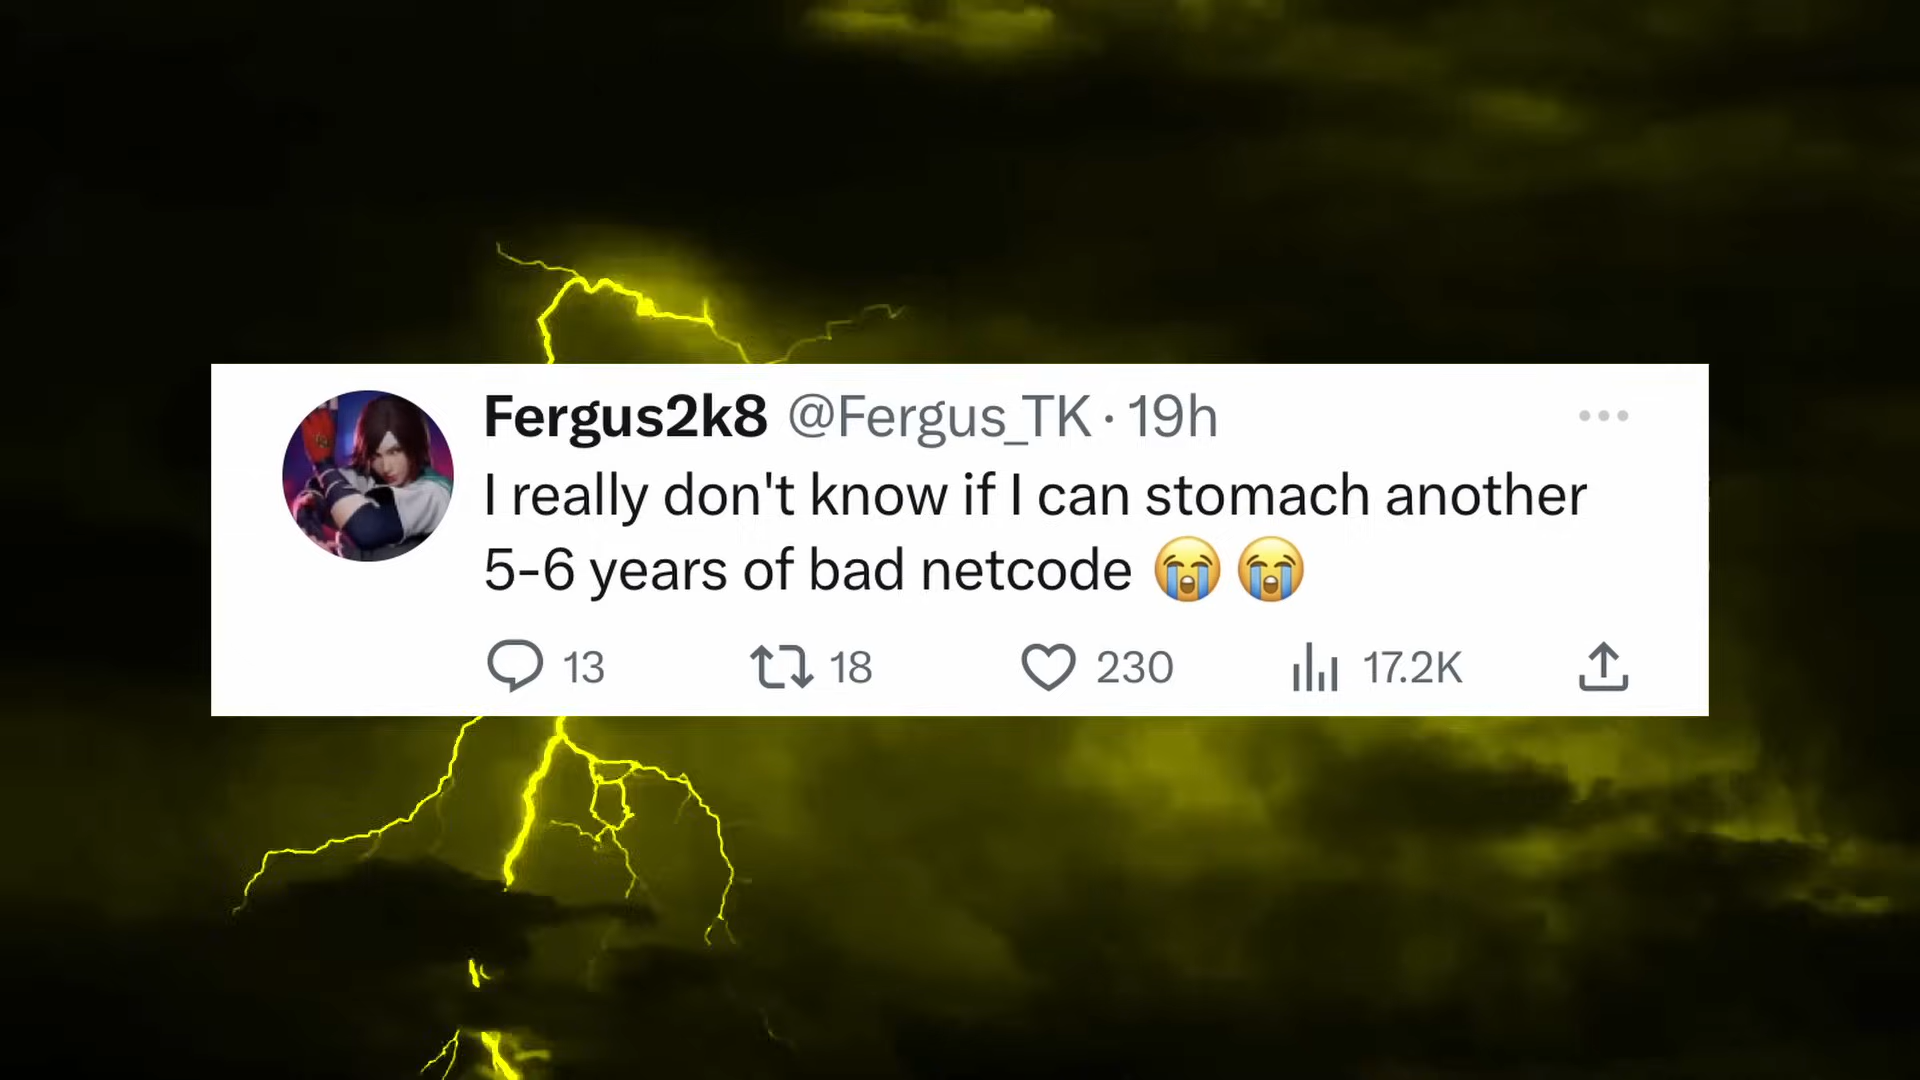 Fergus2k8 @Fergus_TK · 19h
I really don't know if I can stomach another
5-6 years of bad netcode 😭 😭
13 18 230 17.2K